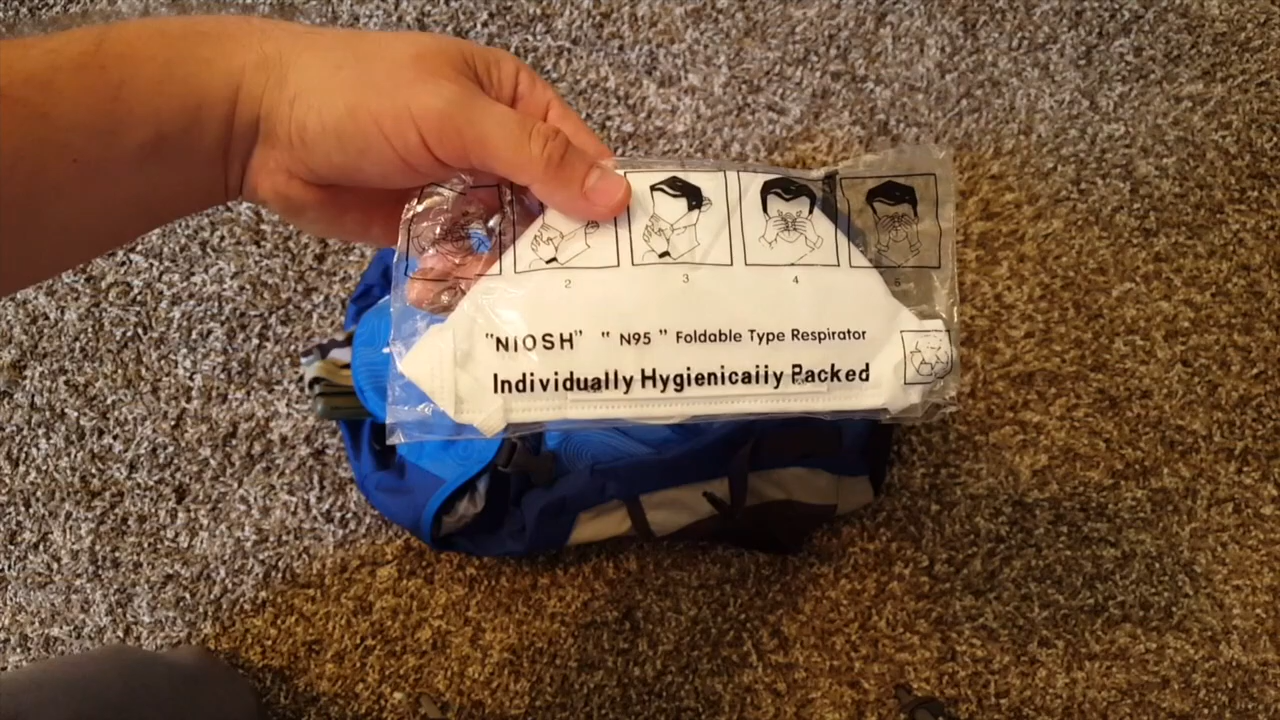 2 3 4 5
"NIOSH" " N95 " Foldable Type Respirator
Individually Hygienicaiiy Packed